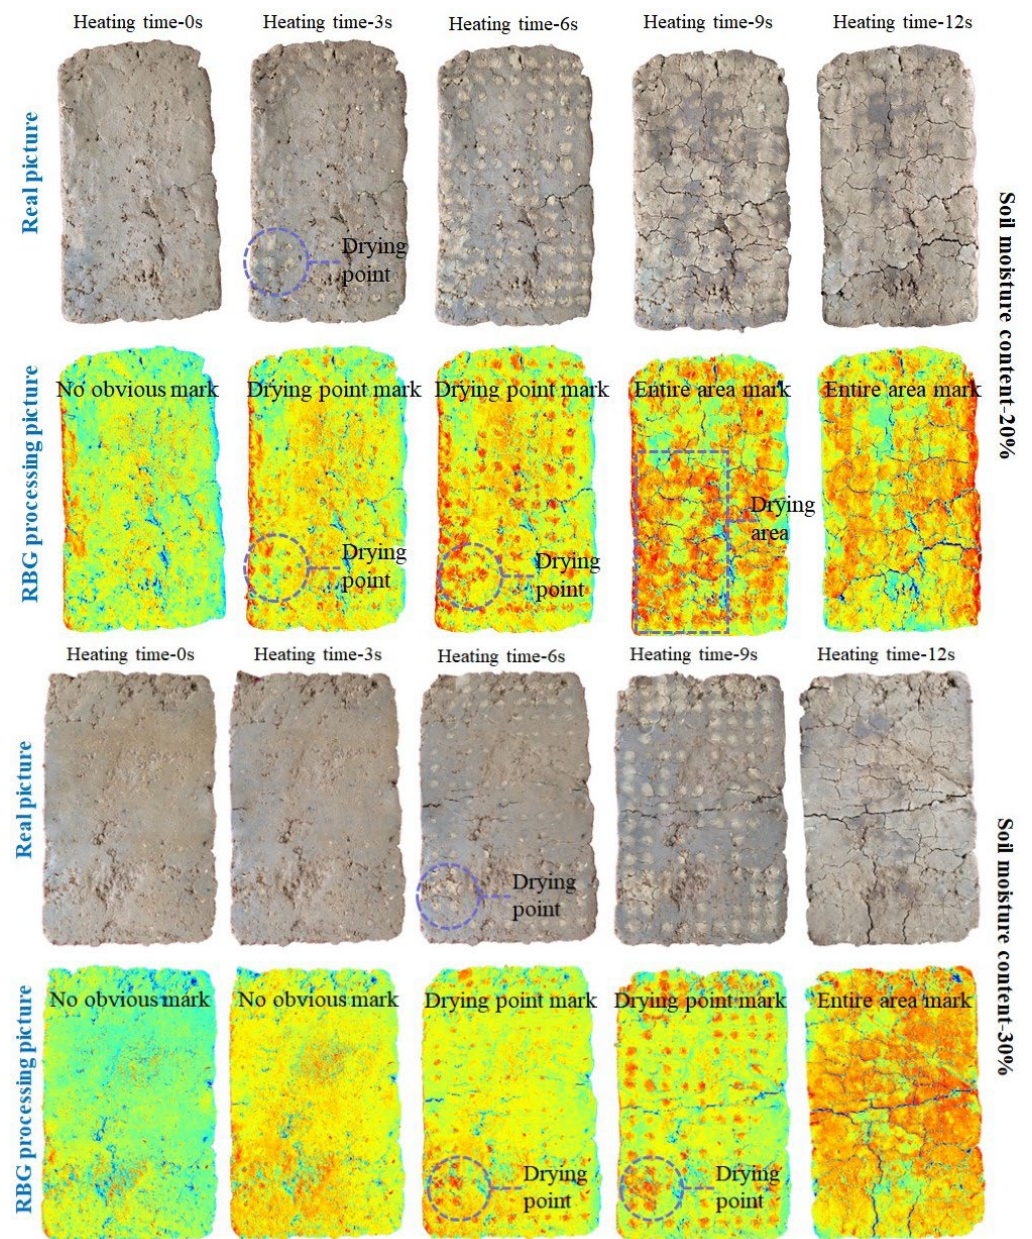 Heating time-0s
Heating time-3s
Heating time-6s
Heating time-9s
Heating time-12s
Real picture
Drying
point
Soil moisture content-20%
RBG processing picture
No obvious mark
Drying point mark
Drying point mark
Entire area mark
Entire area mark
Drying
point
Drying
point
Drying
area
Heating time-0s
Heating time-3s
Heating time-6s
Heating time-9s
Heating time-12s
Real picture
Drying
point
Soil moisture content-30%
RBG processing picture
No obvious mark
No obvious mark
Drying point mark
Drying point mark
Entire area mark
Drying
point
Drying
point